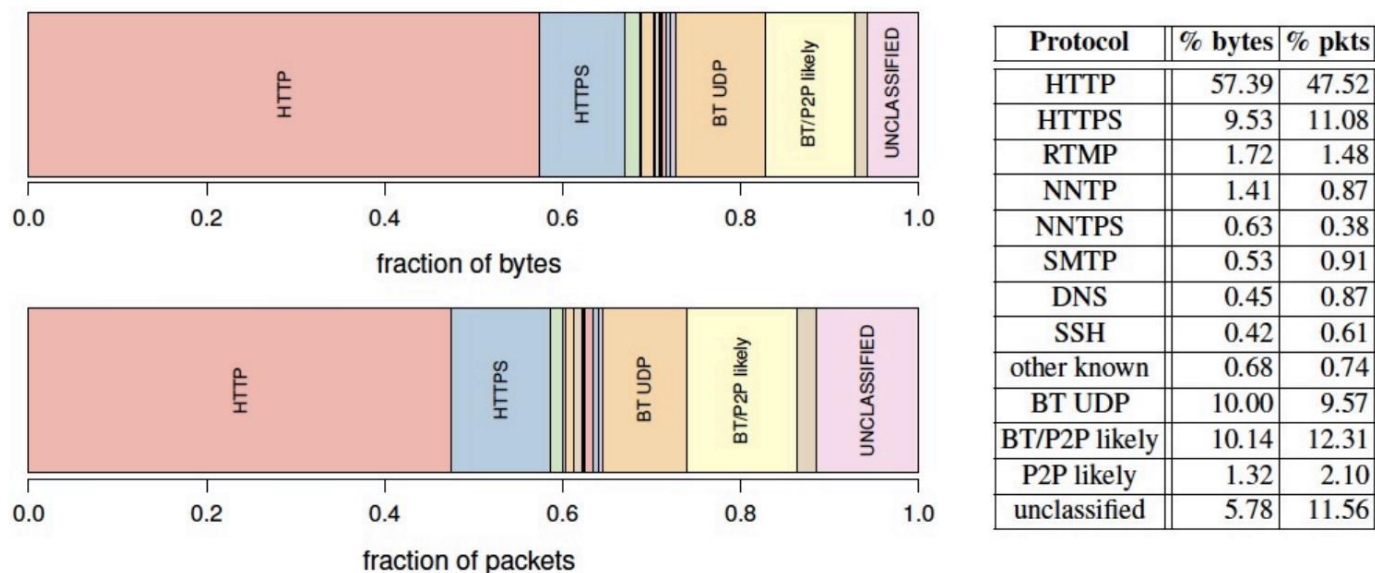 HTTP
HTTPS
BT UDP
BT/P2P likely
UNCLASSIFIED
0.0 0.2 0.4 0.6 0.8 1.0
fraction of bytes
HTTP
HTTPS
BT UDP
BT/P2P likely
UNCLASSIFIED
0.0 0.2 0.4 0.6 0.8 1.0
fraction of packets
Protocol % bytes % pkts
HTTP 57.39 47.52
HTTPS 9.53 11.08
RTMP 1.72 1.48
NNTP 1.41 0.87
NNTPS 0.63 0.38
SMTP 0.53 0.91
DNS 0.45 0.87
SSH 0.42 0.61
other known 0.68 0.74
BT UDP 10.00 9.57
BT/P2P likely 10.14 12.31
P2P likely 1.32 2.10
unclassified 5.78 11.56